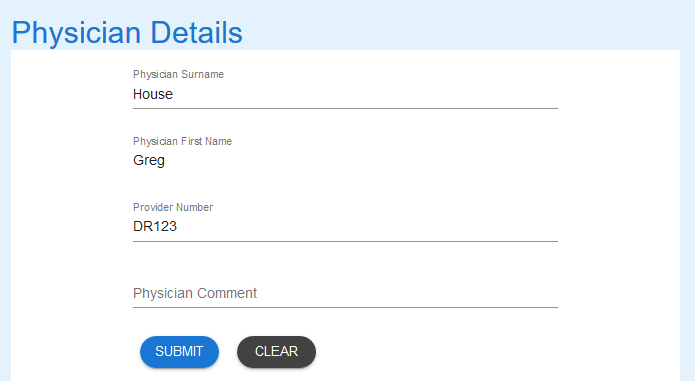 Physician Details
Physician Surname
House
Physician First Name
Greg
Provider Number
DR123
Physician Comment
SUBMIT CLEAR